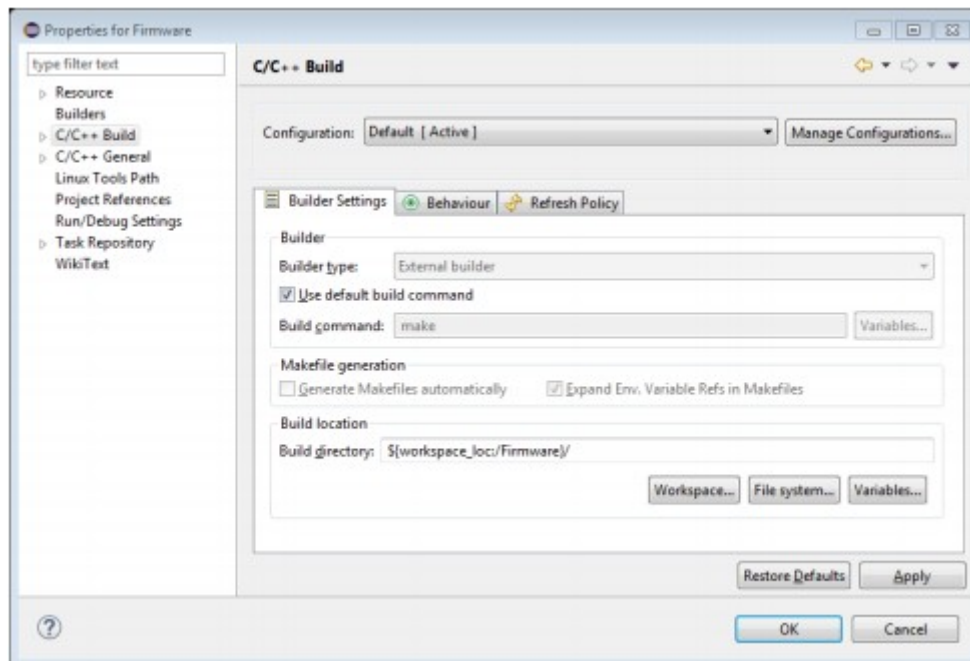 Properties for Firmware
type filter text
C/C++ Build
Resource
Builders
C/C++ Build
C/C++ General
Linux Tools Path
Project References
Run/Debug Settings
Task Repository
WikiText
Configuration: Default [ Active ] Manage Configurations...
Builder Settings Behaviour Refresh Policy
Builder
Builder type: External builder
Use default build command
Build command: make Variables...
Makefile generation
Generate Makefiles automatically Expand Env. Variable Refs in Makefiles
Build location
Build directory: ${workspace_loc:/Firmware}/
Workspace... File system... Variables...
Restore Defaults Apply
OK Cancel